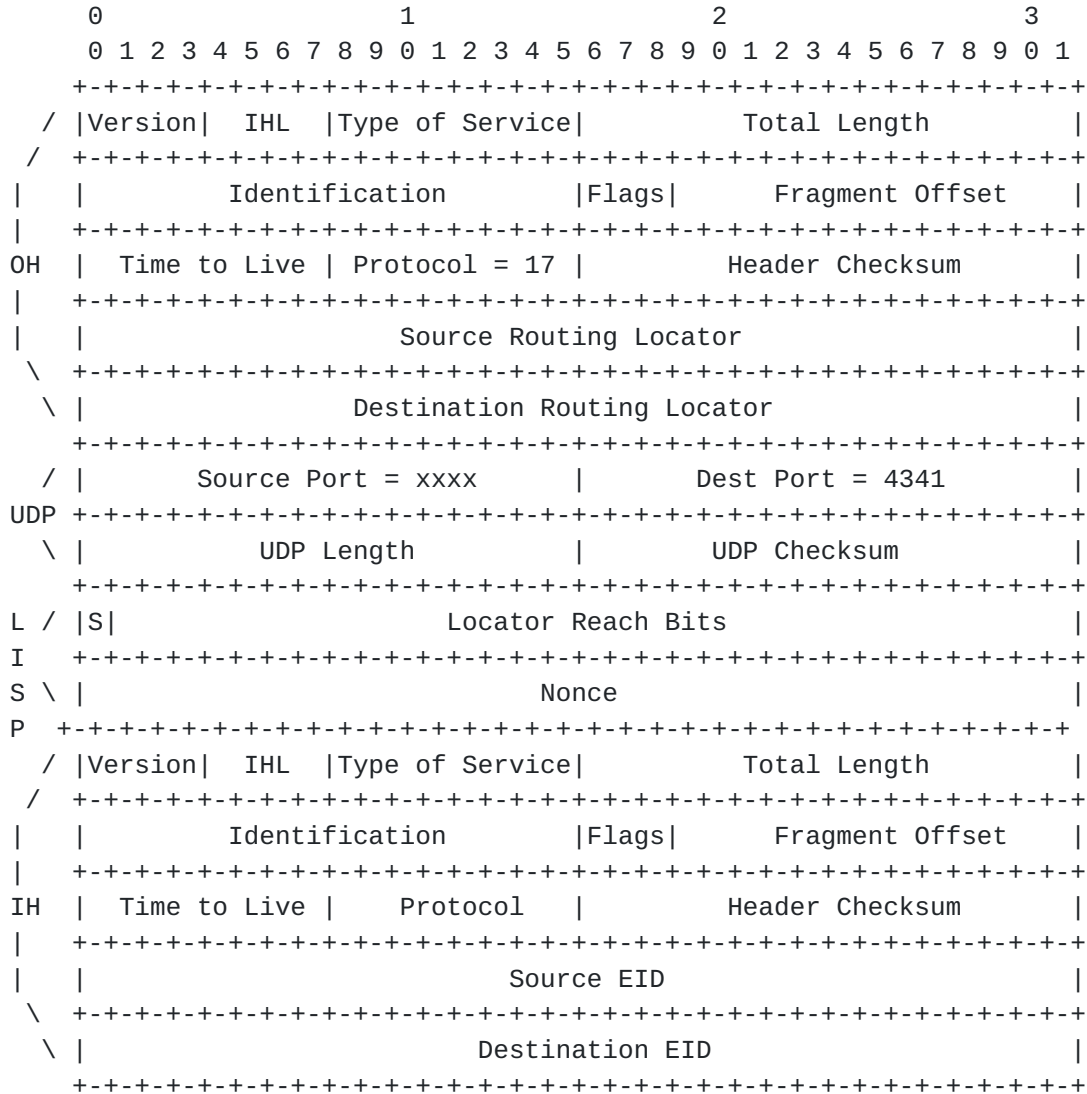 0                   1                   2                   3
      0 1 2 3 4 5 6 7 8 9 0 1 2 3 4 5 6 7 8 9 0 1 2 3 4 5 6 7 8 9 0 1
     +-+-+-+-+-+-+-+-+-+-+-+-+-+-+-+-+-+-+-+-+-+-+-+-+-+-+-+-+-+-+-+-+
   / |Version|  IHL  |Type of Service|          Total Length         |
  /  +-+-+-+-+-+-+-+-+-+-+-+-+-+-+-+-+-+-+-+-+-+-+-+-+-+-+-+-+-+-+-+-+
 |   |         Identification        |Flags|      Fragment Offset    |
 |   +-+-+-+-+-+-+-+-+-+-+-+-+-+-+-+-+-+-+-+-+-+-+-+-+-+-+-+-+-+-+-+-+
 OH  |  Time to Live | Protocol = 17 |         Header Checksum       |
 |   +-+-+-+-+-+-+-+-+-+-+-+-+-+-+-+-+-+-+-+-+-+-+-+-+-+-+-+-+-+-+-+-+
 |   |                    Source Routing Locator                     |
  \  +-+-+-+-+-+-+-+-+-+-+-+-+-+-+-+-+-+-+-+-+-+-+-+-+-+-+-+-+-+-+-+-+
   \ |                 Destination Routing Locator                   |
     +-+-+-+-+-+-+-+-+-+-+-+-+-+-+-+-+-+-+-+-+-+-+-+-+-+-+-+-+-+-+-+-+
   / |       Source Port = xxxx      |       Dest Port = 4341        |
 UDP +-+-+-+-+-+-+-+-+-+-+-+-+-+-+-+-+-+-+-+-+-+-+-+-+-+-+-+-+-+-+-+-+
   \ |           UDP Length          |        UDP Checksum           |
     +-+-+-+-+-+-+-+-+-+-+-+-+-+-+-+-+-+-+-+-+-+-+-+-+-+-+-+-+-+-+-+-+
 L / |S|                     Locator Reach Bits                      |
 I   +-+-+-+-+-+-+-+-+-+-+-+-+-+-+-+-+-+-+-+-+-+-+-+-+-+-+-+-+-+-+-+-+
 S \ |                             Nonce                             |
 P  +-+-+-+-+-+-+-+-+-+-+-+-+-+-+-+-+-+-+-+-+-+-+-+-+-+-+-+-+-+-+-+-+
   / |Version|  IHL  |Type of Service|          Total Length         |
  /  +-+-+-+-+-+-+-+-+-+-+-+-+-+-+-+-+-+-+-+-+-+-+-+-+-+-+-+-+-+-+-+-+
 |   |         Identification        |Flags|      Fragment Offset    |
 |   +-+-+-+-+-+-+-+-+-+-+-+-+-+-+-+-+-+-+-+-+-+-+-+-+-+-+-+-+-+-+-+-+
 IH  |  Time to Live |    Protocol   |         Header Checksum       |
 |   +-+-+-+-+-+-+-+-+-+-+-+-+-+-+-+-+-+-+-+-+-+-+-+-+-+-+-+-+-+-+-+-+
 |   |                           Source EID                          |
  \  +-+-+-+-+-+-+-+-+-+-+-+-+-+-+-+-+-+-+-+-+-+-+-+-+-+-+-+-+-+-+-+-+
   \ |                         Destination EID                       |
     +-+-+-+-+-+-+-+-+-+-+-+-+-+-+-+-+-+-+-+-+-+-+-+-+-+-+-+-+-+-+-+-+